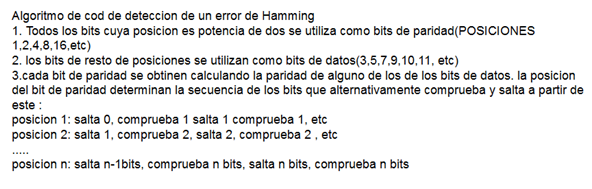 Algoritmo de cod de deteccion de un error de Hamming
1. Todos los bits cuya posicion es potencia de dos se utiliza como bits de paridad(POSICIONES
1,2,4,8,16,etc)
2. los bits de resto de posiciones se utilizan como bits de datos(3,5,7,9,10,11, etc)
3.cada bit de paridad se obtinen calculando la paridad de alguno de los de los bits de datos. la posicion
del bit de paridad determinan la secuencia de los bits que alternativamente comprueba y salta a partir de
este :
posicion 1: salta 0, comprueba 1 salta 1 comprueba 1, etc
posicion 2: salta 1, comprueba 2, salta 2, comprueba 2 , etc
.....
posicion n: salta n-1bits, comprueba n bits, salta n bits, comprueba n bits